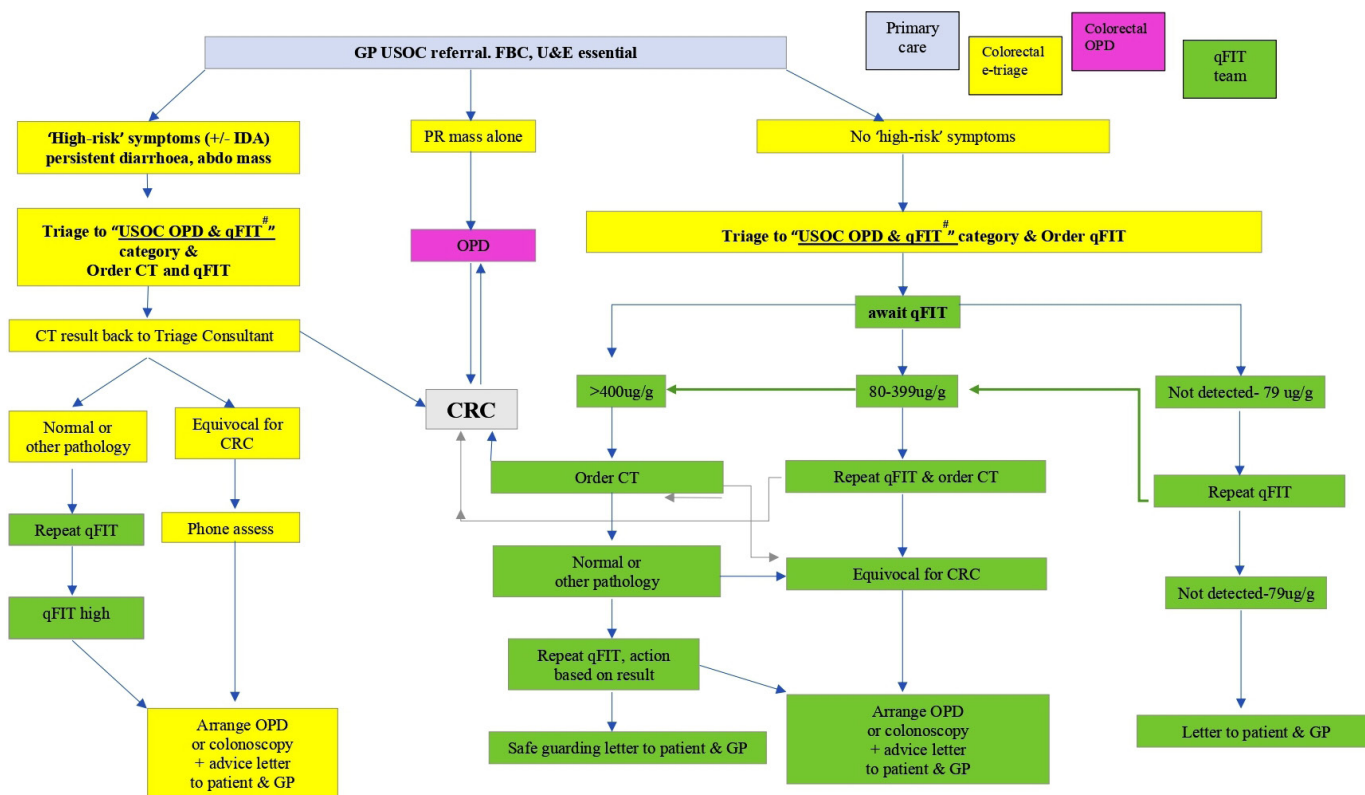 GP USOC referral. FBC, U&E essential
Primary
care
Colorectal
e-triage
Colorectal
OPD
qFIT
team
‘High-risk’ symptoms (+/- IDA)
persistent diarrhoea, abdo mass
PR mass alone
No ‘high-risk’ symptoms
Triage to “USOC OPD & qFIT#”
category &
Order CT and qFIT
OPD
Triage to “USOC OPD & qFIT#” category & Order qFIT
CT result back to Triage Consultant
await qFIT
CRC
>400ug/g
80-399ug/g
Not detected- 79 ug/g
Normal or
other pathology
Equivocal for
CRC
Order CT
Repeat qFIT & order CT
Repeat qFIT
Repeat qFIT
Phone assess
Normal or
other pathology
Equivocal for CRC
Not detected-79ug/g
qFIT high
Repeat qFIT, action
based on result
Arrange OPD
or colonoscopy
+ advice letter
to patient & GP
Safe guarding letter to patient & GP
Arrange OPD
or colonoscopy
+ advice letter
to patient & GP
Letter to patient & GP